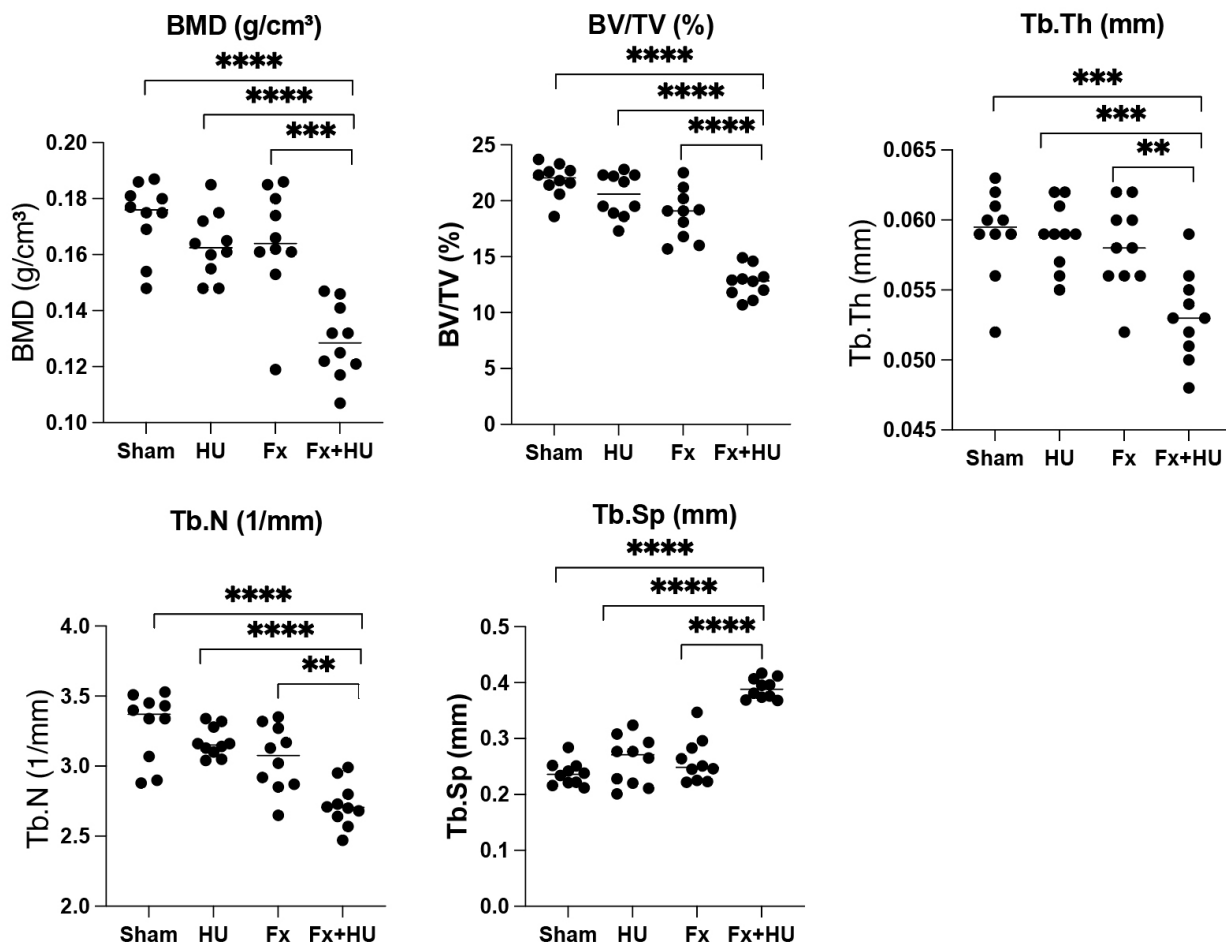 BMD (g/cm³)
****
****
***
BMD (g/cm³)
0.20
0.18
0.16
0.14
0.12
0.10
Sham HU Fx Fx+HU
BV/TV (%)
****
****
****
BV/TV (%)
25
20
15
10
5
0
Sham HU Fx Fx+HU
Tb.Th (mm)
***
***
**
Tb.Th (mm)
0.065
0.060
0.055
0.050
0.045
Sham HU Fx Fx+HU
Tb.N (1/mm)
****
****
**
Tb.N (1/mm)
4.0
3.5
3.0
2.5
2.0
Sham HU Fx Fx+HU
Tb.Sp (mm)
****
****
****
Tb.Sp (mm)
0.5
0.4
0.3
0.2
0.1
0.0
Sham HU Fx Fx+HU